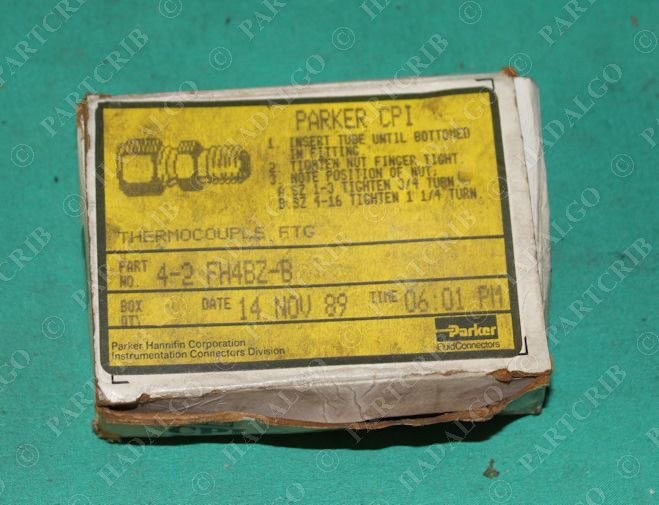 PARKER CPI
1. INSERT TUBE UNTIL BOTTOMED
IN FITTING
2. TIGHTEN NUT FINGER TIGHT
3. NOTE POSITION OF NUT,
A. SZ 1-3 TIGHTEN 3/4 TURN
B. SZ 4-16 TIGHTEN 1 1/4 TURN
THERMOCOUPLE FTG
PART NO. 4-2 FH4BZ-B
BOX QTY DATE 14 NOV 89 TIME 06:01 PM
Parker Hannifin Corporation
Instrumentation Connectors Division
Parker
FluidConnectors
CPI
PARTCRIB
HADALGO